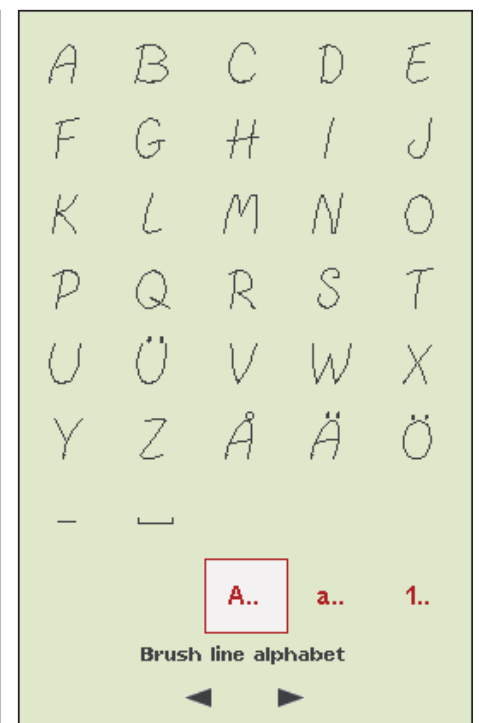 A B C D E
F G H I J
K L M N O
P Q R S T
U Ü V W X
Y Z Å Ä Ö
– ⎵
A.. a.. 1..
Brush line alphabet
◀ ▶